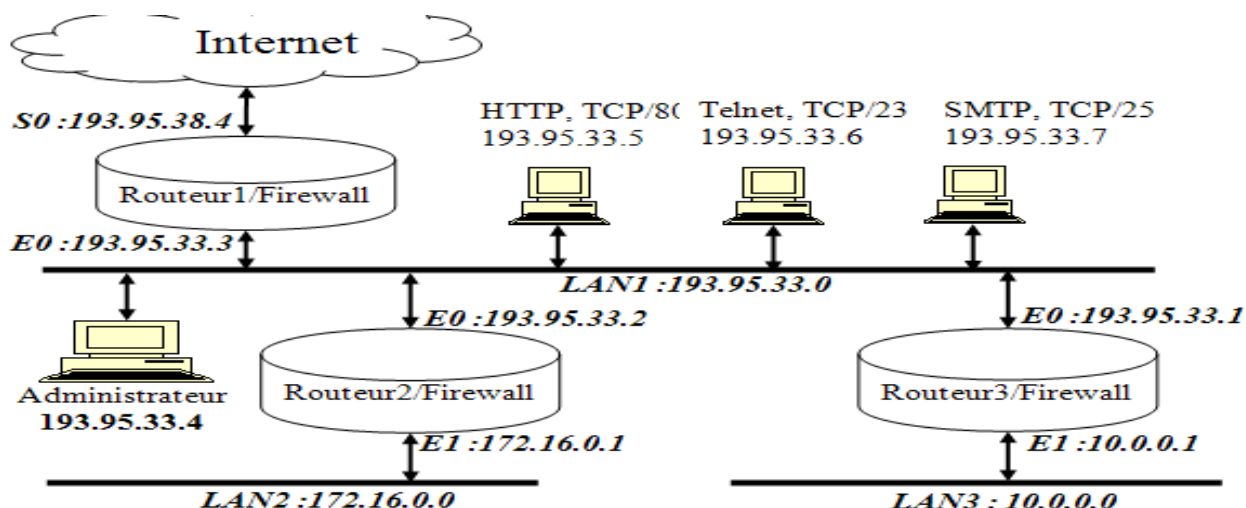 Internet
S0 :193.95.38.4
HTTP, TCP/8(
193.95.33.5
Telnet, TCP/23
193.95.33.6
SMTP, TCP/25
193.95.33.7
Routeur1/Firewall
E0 :193.95.33.3
LAN1 :193.95.33.0
E0 :193.95.33.2
E0 :193.95.33.1
Administrateur
193.95.33.4
Routeur2/Firewall
Routeur3/Firewall
E1 :172.16.0.1
E1 :10.0.0.1
LAN2 :172.16.0.0
LAN3 : 10.0.0.0